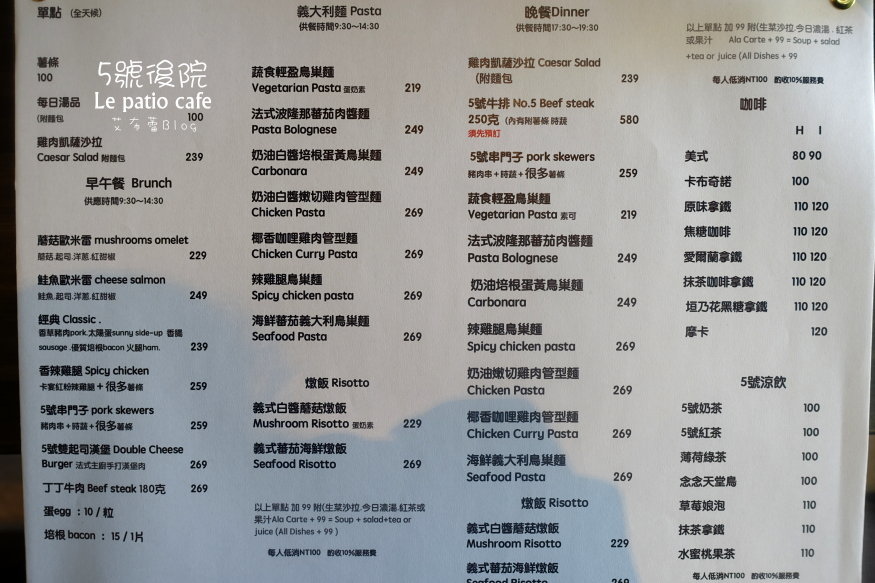 單點 (全天候)
5號後院
Le patio cafe
艾夯蕾Blog
薯條
100
每日湯品
(附麵包 100
雞肉凱薩沙拉
Caesar Salad 附麵包 239
早午餐 Brunch
供應時間9:30~14:30
蘑菇歐米雷 mushrooms omelet
蘑菇.起司.洋蔥.紅甜椒 229
鮭魚歐米雷 cheese salmon
鮭魚.起司.洋蔥.紅甜椒 249
經典 Classic .
香草豬肉pork.太陽蛋sunny side-up 香腸
sausage .優質培根bacon 火腿ham. 239
香辣雞腿 Spicy chicken
卡宴紅粉辣雞腿+很多薯條 259
5號串門子 pork skewers
豬肉串+時蔬+很多薯條 259
5號雙起司漢堡 Double Cheese
Burger 法式主廚手打漢堡肉 269
丁丁牛肉 Beef steak 180克 269
蛋egg : 10 / 粒
培根 bacon : 15 / 1片
義大利麵 Pasta
供餐時間9:30~14:30
蔬食輕盈鳥巢麵
Vegetarian Pasta 蛋奶素 219
法式波隆那蕃茄肉醬麵
Pasta Bolognese 249
奶油白醬培根蛋黃鳥巢麵
Carbonara 249
奶油白醬嫩切雞肉管型麵
Chicken Pasta 269
椰香咖哩雞肉管型麵
Chicken Curry Pasta 269
辣雞腿鳥巢麵
Spicy chicken pasta 269
海鮮蕃茄義大利鳥巢麵
Seafood Pasta 269
燉飯 Risotto
義式白醬蘑菇燉飯
Mushroom Risotto 蛋奶素 229
義式蕃茄海鮮燉飯
Seafood Risotto 269
以上單點 加 99 附(生菜沙拉.今日濃湯.紅茶或
果汁Ala Carte + 99 = Soup + salad+tea or
juice (All Dishes + 99 )
每人低消NT100 酌收10%服務費
晚餐Dinner
供餐時間17:30~19:30
雞肉凱薩沙拉 Caesar Salad
(附麵包 239
5號牛排 No.5 Beef steak
250克 (內有附薯條 時蔬 580
須先預訂
5號串門子 pork skewers
豬肉串+時蔬+很多薯條 259
蔬食輕盈鳥巢麵
Vegetarian Pasta 素可 219
法式波隆那蕃茄肉醬麵
Pasta Bolognese 249
奶油培根蛋黃鳥巢麵
Carbonara 249
辣雞腿鳥巢麵
Spicy chicken pasta 269
奶油嫩切雞肉管型麵
Chicken Pasta 269
椰香咖哩雞肉管型麵
Chicken Curry Pasta 269
海鮮義大利鳥巢麵
Seafood Pasta 269
燉飯 Risotto
義式白醬蘑菇燉飯
Mushroom Risotto 229
義式蕃茄海鮮燉飯
Seafood Risotto 269
以上單點 加 99 附(生菜沙拉.今日濃湯 . 紅茶
或果汁 Ala Carte + 99 = Soup + salad
+tea or juice (All Dishes + 99
每人低消NT100 酌收10%服務費
咖啡
H I
美式 80 90
卡布奇諾 100
原味拿鐵 110 120
焦糖咖啡 110 120
愛爾蘭拿鐵 110 120
抹茶咖啡拿鐵 110 120
垣乃花黑糖拿鐵 110 120
摩卡 120
5號涼飲
5號奶茶 100
5號紅茶 100
薄荷綠茶 100
念念天堂鳥 100
草莓娘泡 110
抹茶拿鐵 110
水蜜桃果茶 110
每人低消NT100 酌收10%服務費